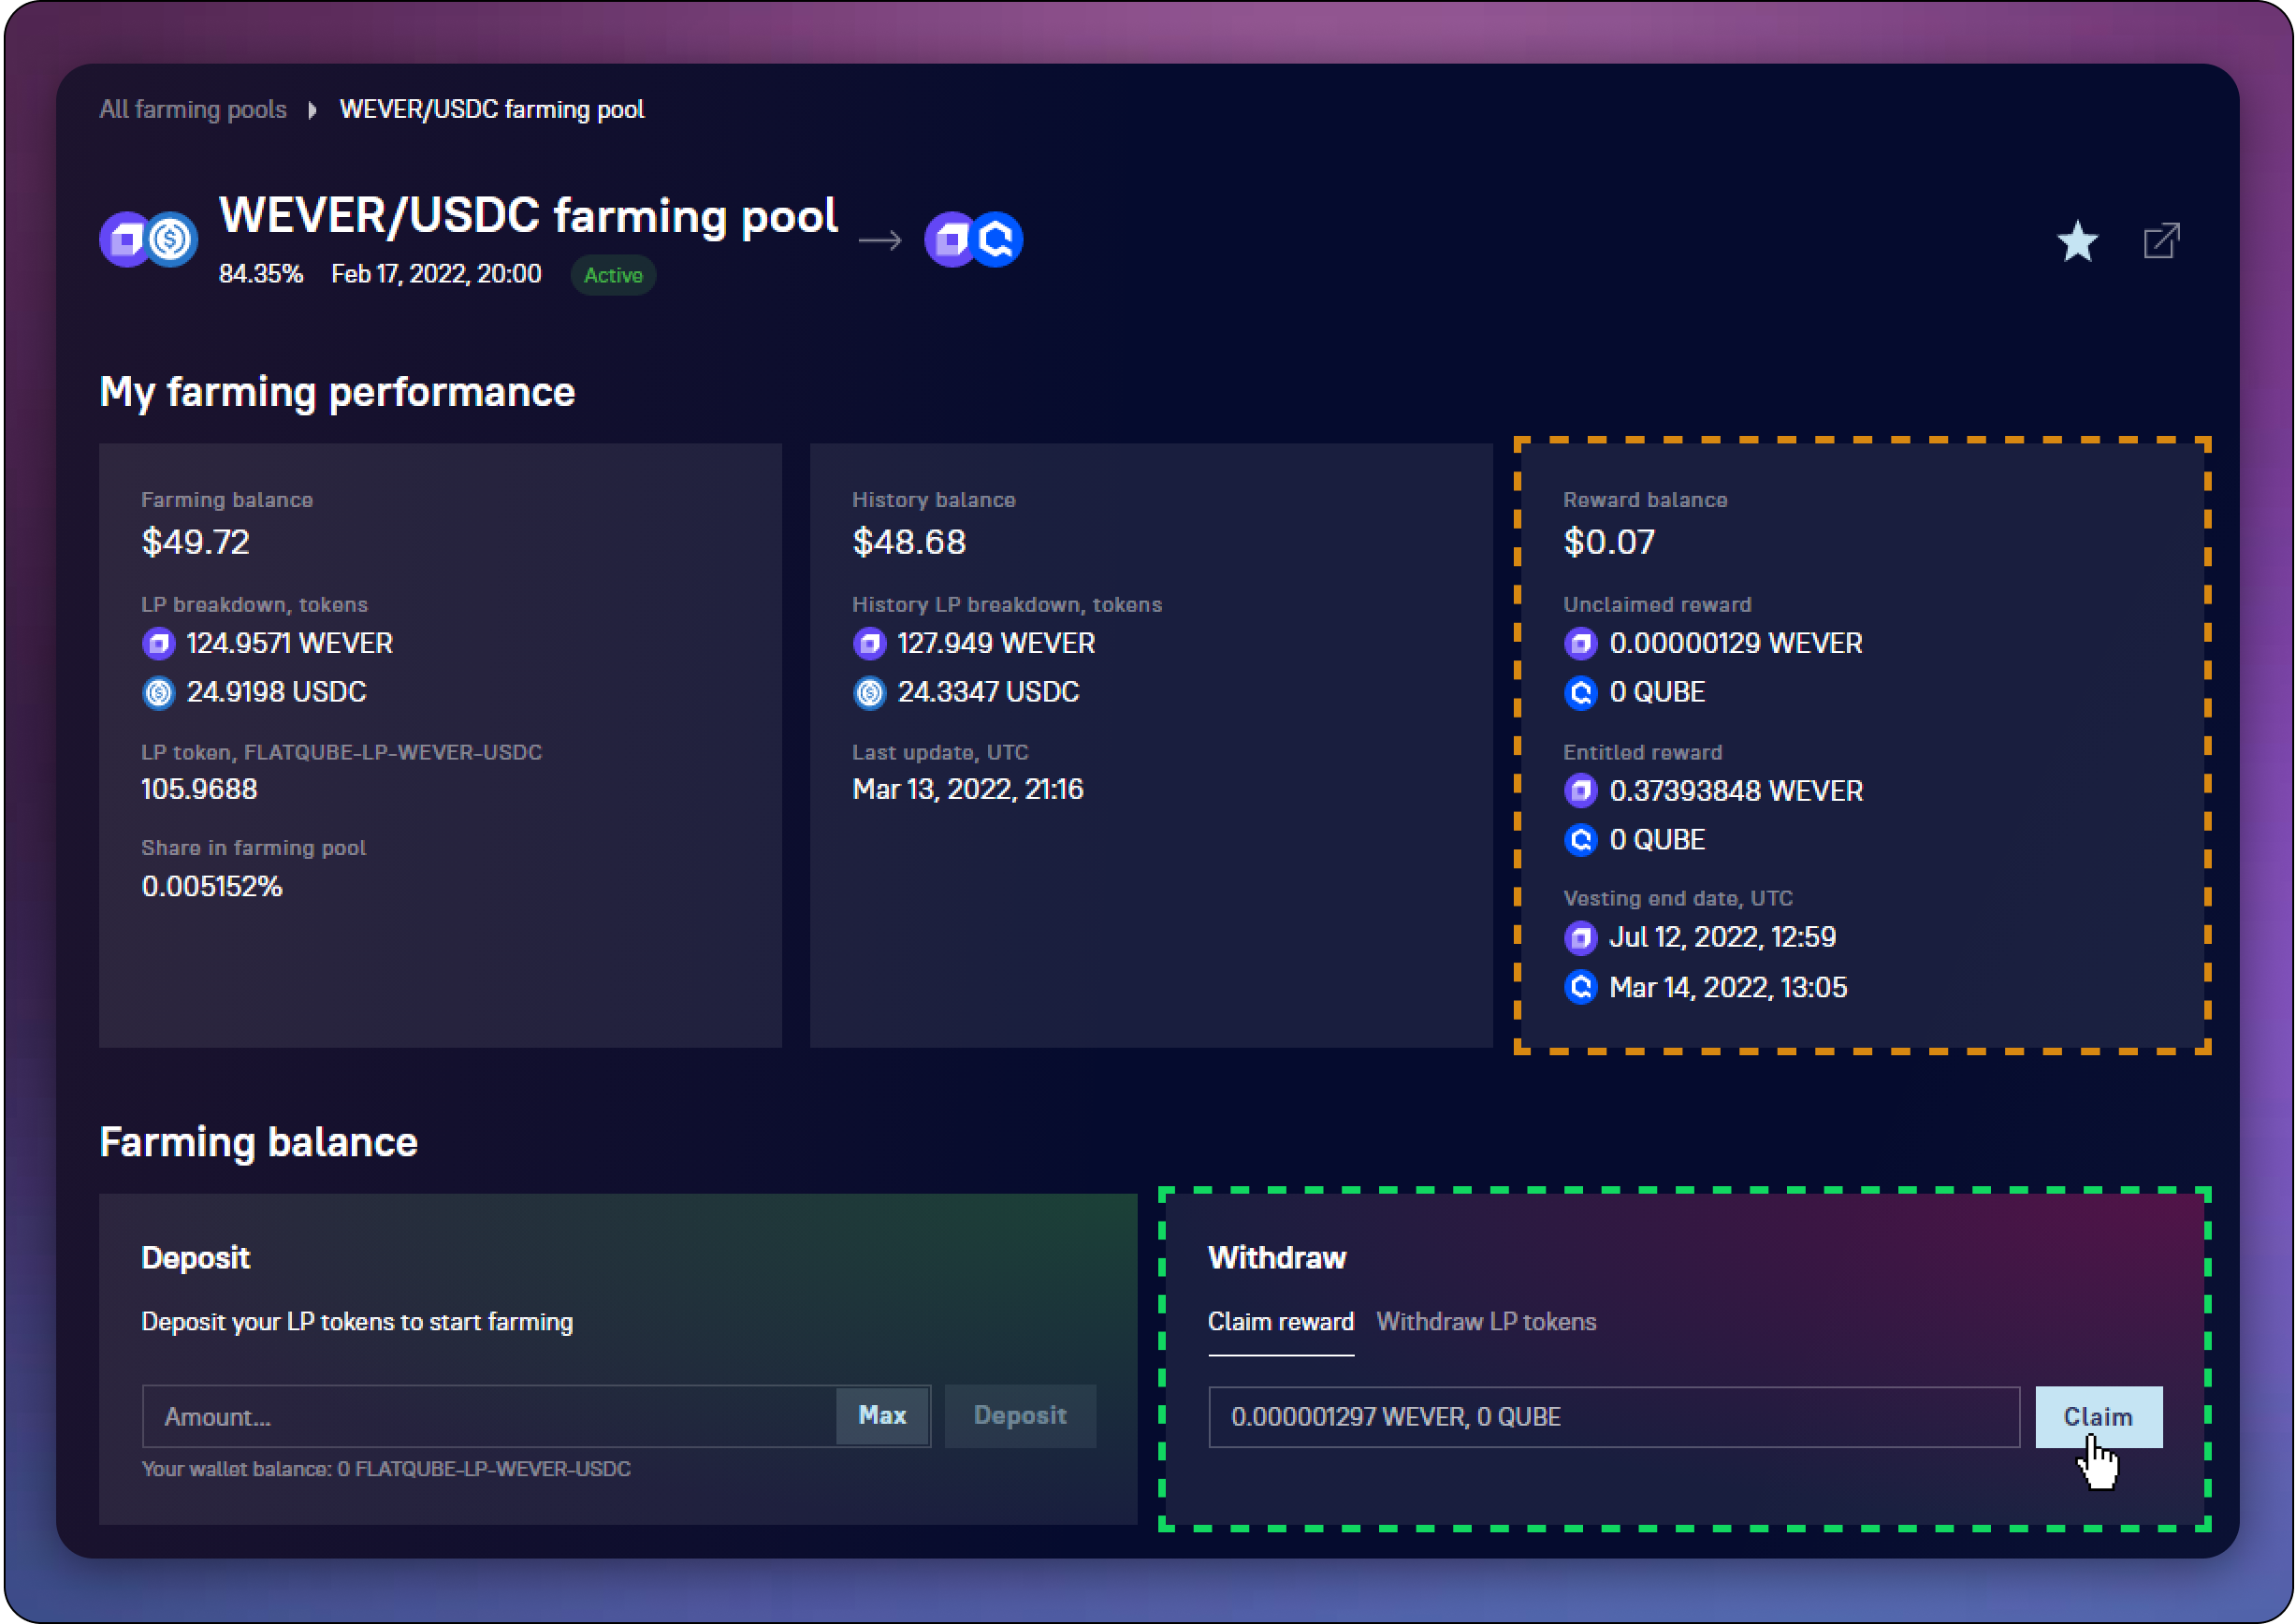 All farming pools WEVER/USDC farming pool
WEVER/USDC farming pool
84.35% Feb 17, 2022, 20:00 Active
My farming performance
Farming balance
$49.72
LP breakdown, tokens
124.9571 WEVER
24.9198 USDC
LP token, FLATQUBE-LP-WEVER-USDC
105.9688
Share in farming pool
0.005152%
History balance
$48.68
History LP breakdown, tokens
127.949 WEVER
24.3347 USDC
Last update, UTC
Mar 13, 2022, 21:16
Reward balance
$0.07
Unclaimed reward
0.00000129 WEVER
0 QUBE
Entitled reward
0.37393848 WEVER
0 QUBE
Vesting end date, UTC
Jul 12, 2022, 12:59
Mar 14, 2022, 13:05
Farming balance
Deposit
Deposit your LP tokens to start farming
Amount... Max Deposit
Your wallet balance: 0 FLATQUBE-LP-WEVER-USDC
Withdraw
Claim reward Withdraw LP tokens
0.000001297 WEVER, 0 QUBE Claim